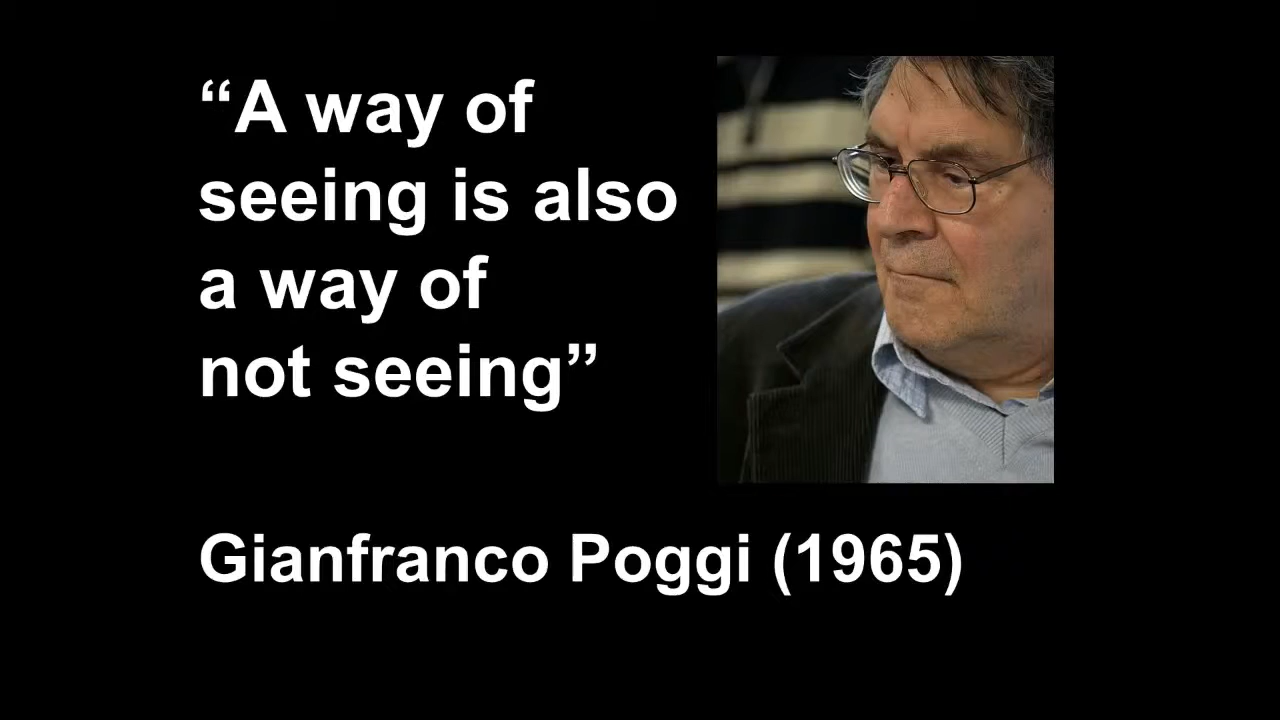 “A way of
seeing is also
a way of
not seeing”
Gianfranco Poggi (1965)